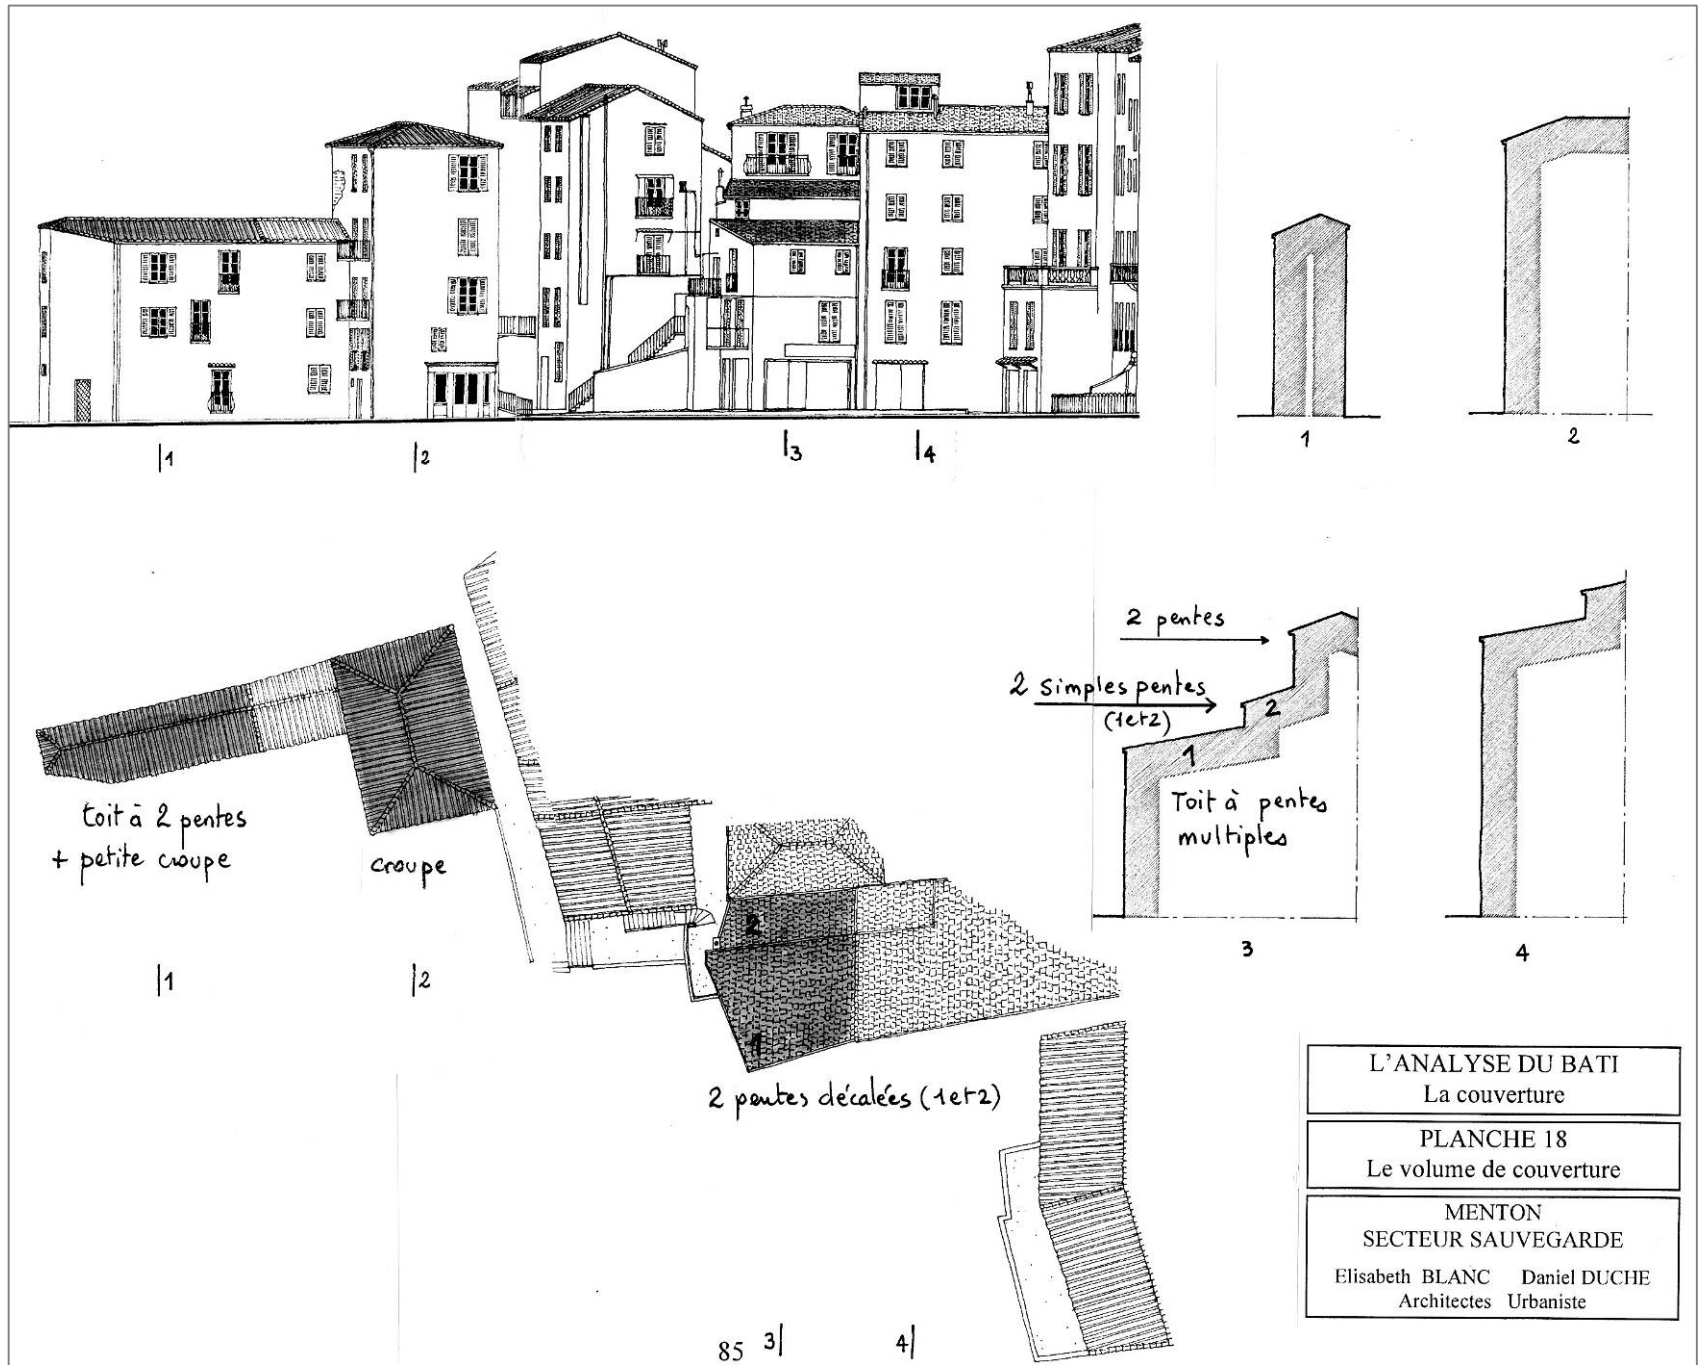 |1
|2
|3
|4
1
2
2 pentes
2 simples pentes
(1et2)
2
1
Toit à pentes
multiples
3
4
toit à 2 pentes
+ petite croupe
croupe
|1
|2
2
1
2 pentes décalées (1et2)
3|
4|
L'ANALYSE DU BATI
La couverture
PLANCHE 18
Le volume de couverture
MENTON
SECTEUR SAUVEGARDE
Elisabeth BLANC Daniel DUCHE
Architectes Urbaniste
85